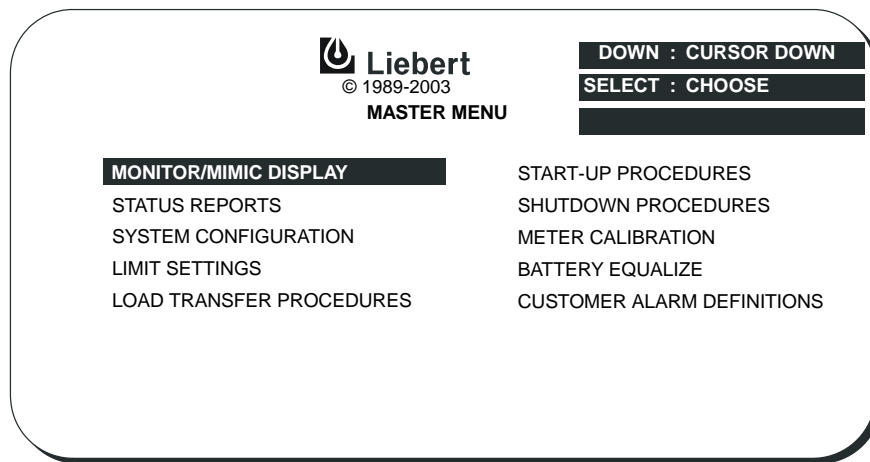 Liebert
© 1989-2003
MASTER MENU
DOWN : CURSOR DOWN
SELECT : CHOOSE
MONITOR/MIMIC DISPLAY
STATUS REPORTS
SYSTEM CONFIGURATION
LIMIT SETTINGS
LOAD TRANSFER PROCEDURES
START-UP PROCEDURES
SHUTDOWN PROCEDURES
METER CALIBRATION
BATTERY EQUALIZE
CUSTOMER ALARM DEFINITIONS